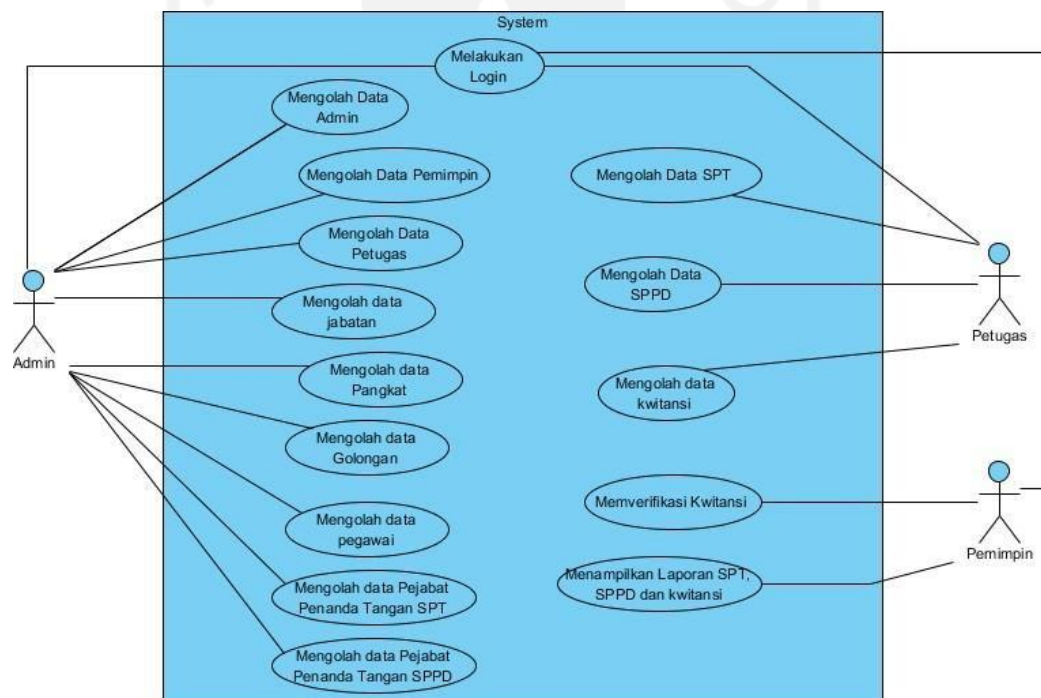 System
Melakukan
Login
Mengolah Data
Admin
Mengolah Data Pemimpin
Mengolah Data SPT
Mengolah Data
Petugas
Mengolah Data
SPPD
Mengolah data
jabatan
Petugas
Admin
Mengolah data
Pangkat
Mengolah data
kwitansi
Mengolah data
Golongan
Memverifikasi Kwitansi
Mengolah data
pegawai
Pemimpin
Menampilkan Laporan SPT,
SPPD dan kwitansi
Mengolah data Pejabat
Penanda Tangan SPT
Mengolah data Pejabat
Penanda Tangan SPPD